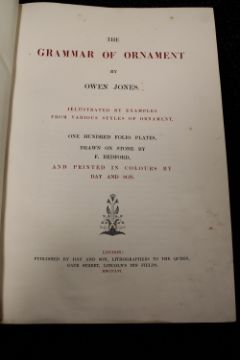 THE
GRAMMAR OF ORNAMENT
BY
OWEN JONES.
ILLUSTRATED BY EXAMPLES
FROM VARIOUS STYLES OF ORNAMENT.
ONE HUNDRED FOLIO PLATES,
DRAWN ON STONE BY
F. BEDFORD,
AND PRINTED IN COLOURS BY
DAY AND SON.
LONDON:
PUBLISHED BY DAY AND SON, LITHOGRAPHERS TO THE QUEEN,
GATE STREET, LINCOLN'S INN FIELDS.
MDCCCLVI.